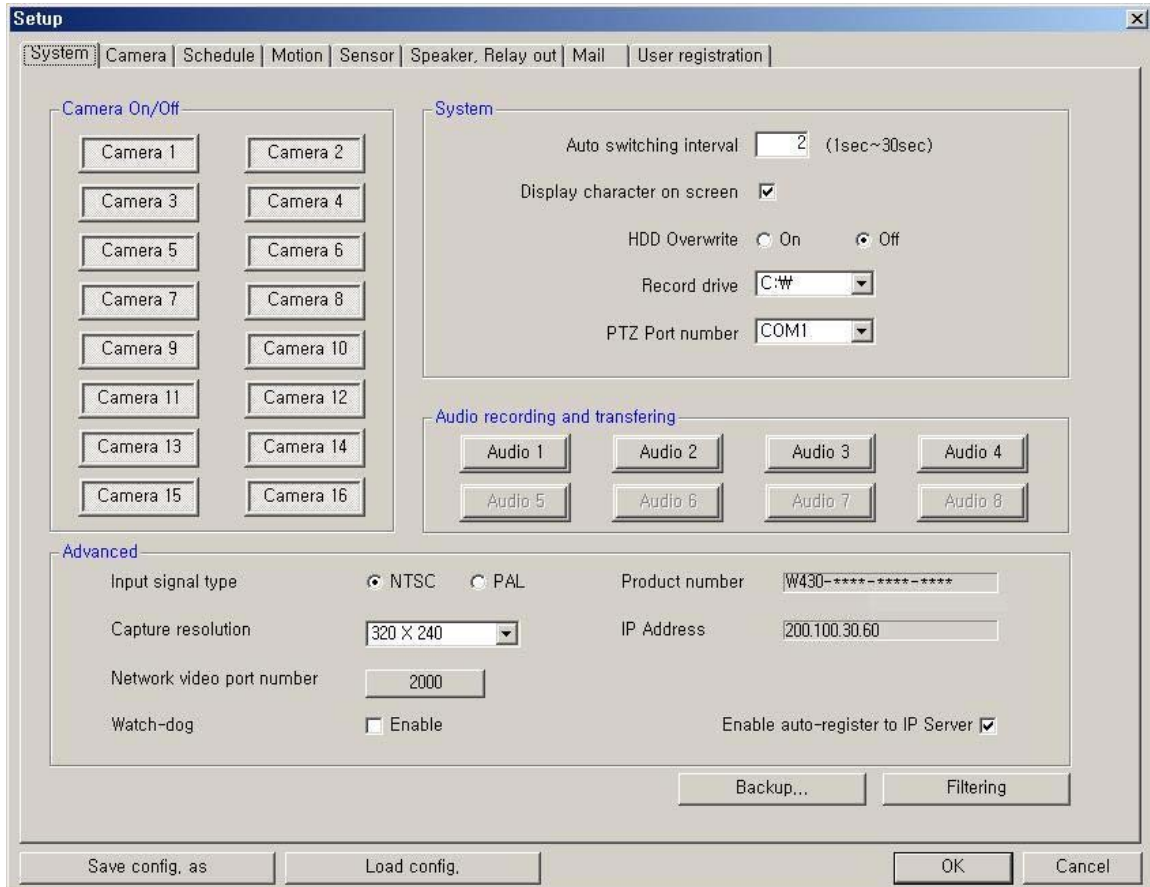 Setup
System Camera Schedule Motion Sensor Speaker, Relay out Mail User registration
Camera On/Off
Camera 1 Camera 2
Camera 3 Camera 4
Camera 5 Camera 6
Camera 7 Camera 8
Camera 9 Camera 10
Camera 11 Camera 12
Camera 13 Camera 14
Camera 15 Camera 16
System
Auto switching interval 2 (1sec~30sec)
Display character on screen
HDD Overwrite On Off
Record drive C:₩
PTZ Port number COM1
Audio recording and transfering
Audio 1 Audio 2 Audio 3 Audio 4
Audio 5 Audio 6 Audio 7 Audio 8
Advanced
Input signal type NTSC PAL Product number W430-****-****-****
Capture resolution 320 X 240 IP Address 200.100.30.60
Network video port number 2000
Watch-dog Enable Enable auto-register to IP Server
Backup... Filtering
Save config. as Load config. OK Cancel